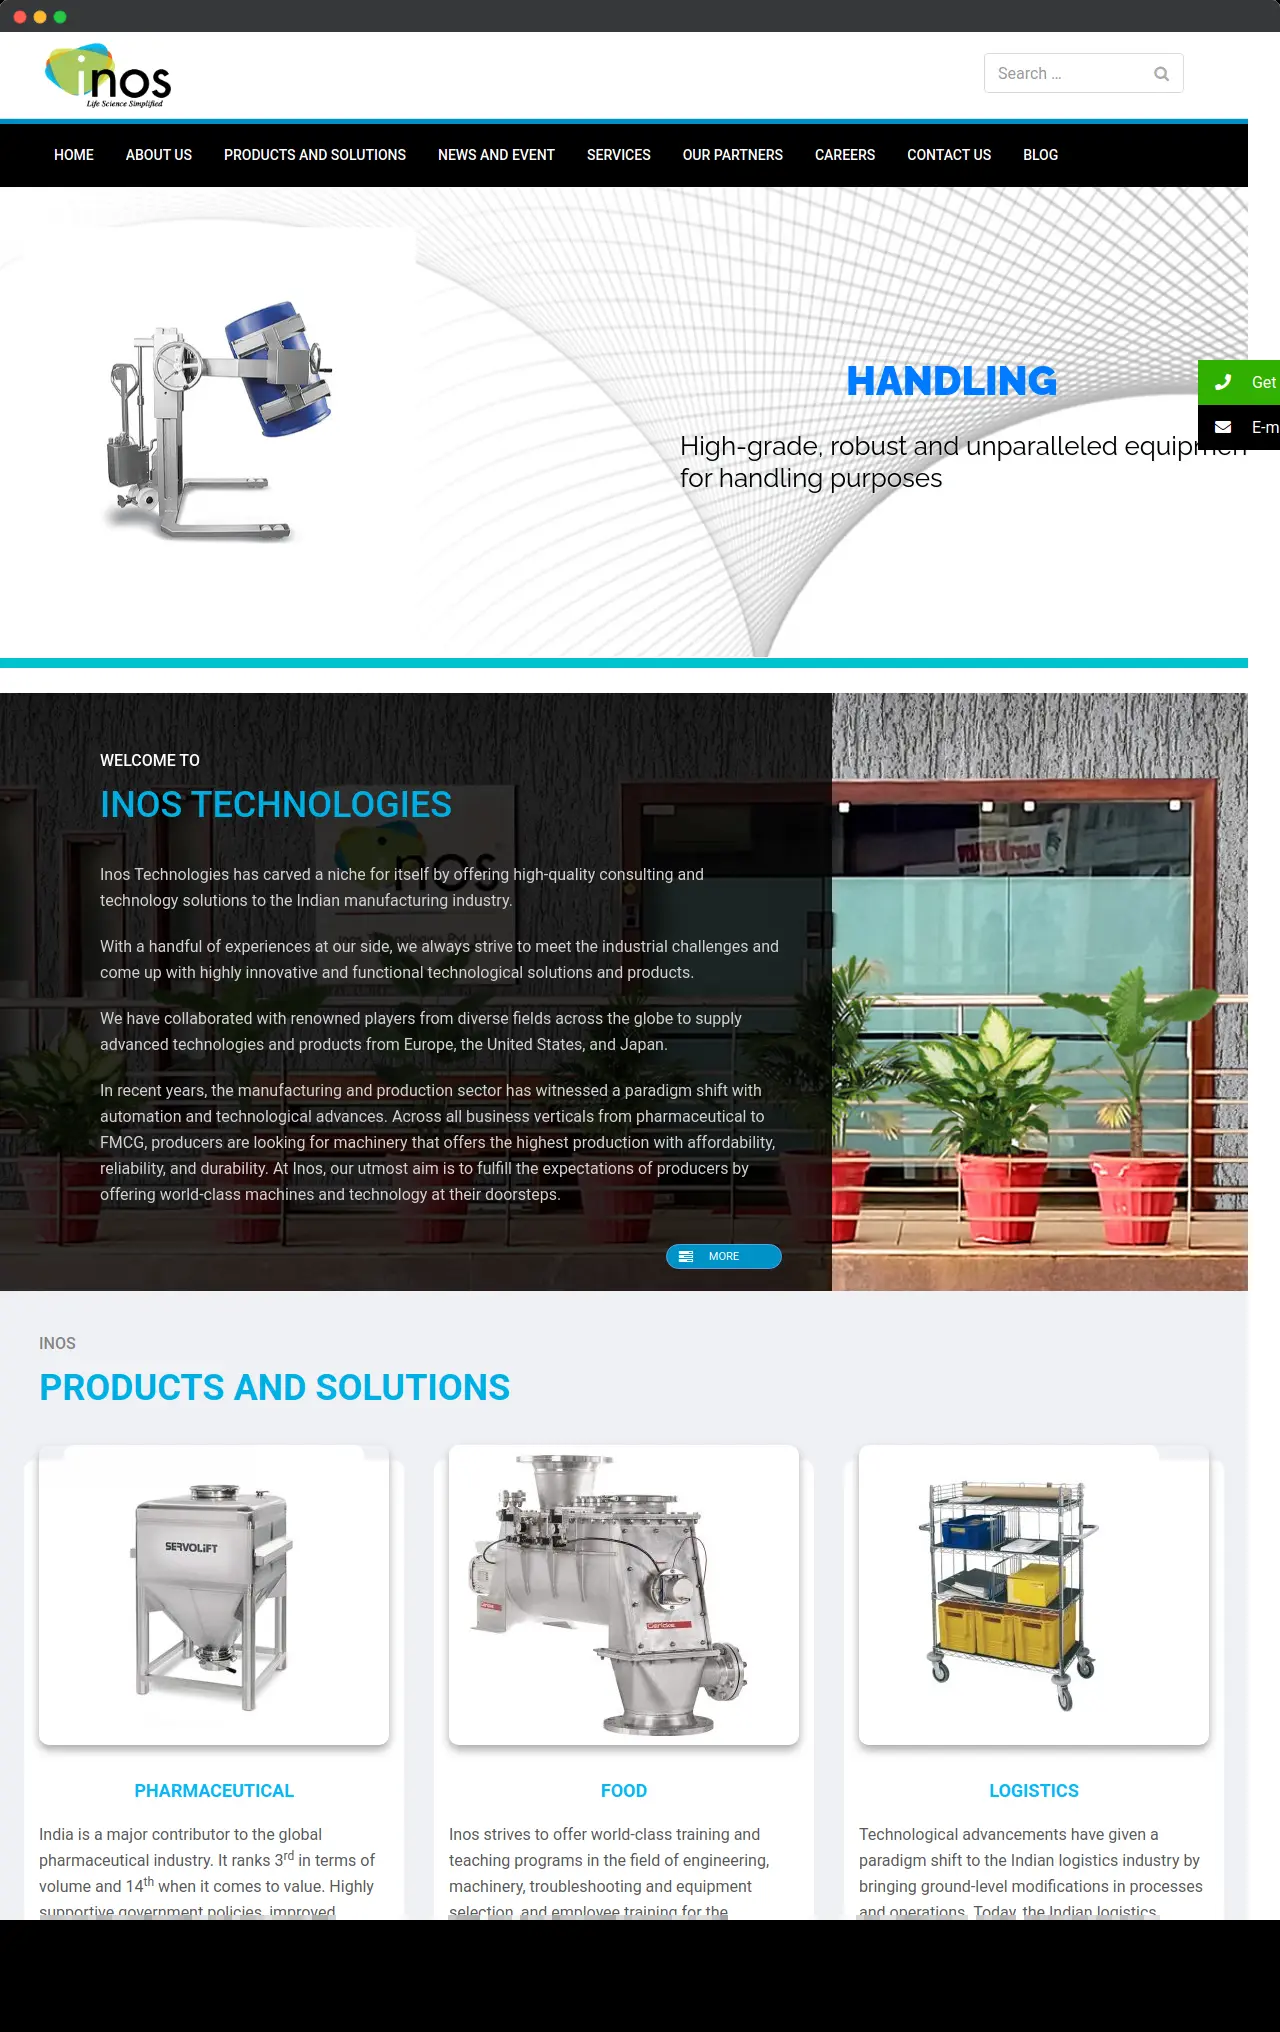 inos
Life Science Simplified
Search ...
HOME ABOUT US PRODUCTS AND SOLUTIONS NEWS AND EVENT SERVICES OUR PARTNERS CAREERS CONTACT US BLOG
HANDLING
High-grade, robust and unparalleled equipmen
for handling purposes
Get
E-m
WELCOME TO
INOS TECHNOLOGIES
inos
Inos Technologies has carved a niche for itself by offering high-quality consulting and
technology solutions to the Indian manufacturing industry.
With a handful of experiences at our side, we always strive to meet the industrial challenges and
come up with highly innovative and functional technological solutions and products.
We have collaborated with renowned players from diverse fields across the globe to supply
advanced technologies and products from Europe, the United States, and Japan.
In recent years, the manufacturing and production sector has witnessed a paradigm shift with
automation and technological advances. Across all business verticals from pharmaceutical to
FMCG, producers are looking for machinery that offers the highest production with affordability,
reliability, and durability. At Inos, our utmost aim is to fulfill the expectations of producers by
offering world-class machines and technology at their doorsteps.
MORE
INOS
PRODUCTS AND SOLUTIONS
SERVOLiFT
Gericke
PHARMACEUTICAL
India is a major contributor to the global
pharmaceutical industry. It ranks 3rd in terms of
volume and 14th when it comes to value. Highly
supportive government policies, improved
FOOD
Inos strives to offer world-class training and
teaching programs in the field of engineering,
machinery, troubleshooting and equipment
selection, and employee training for the
LOGISTICS
Technological advancements have given a
paradigm shift to the Indian logistics industry by
bringing ground-level modifications in processes
and operations. Today, the Indian logistics